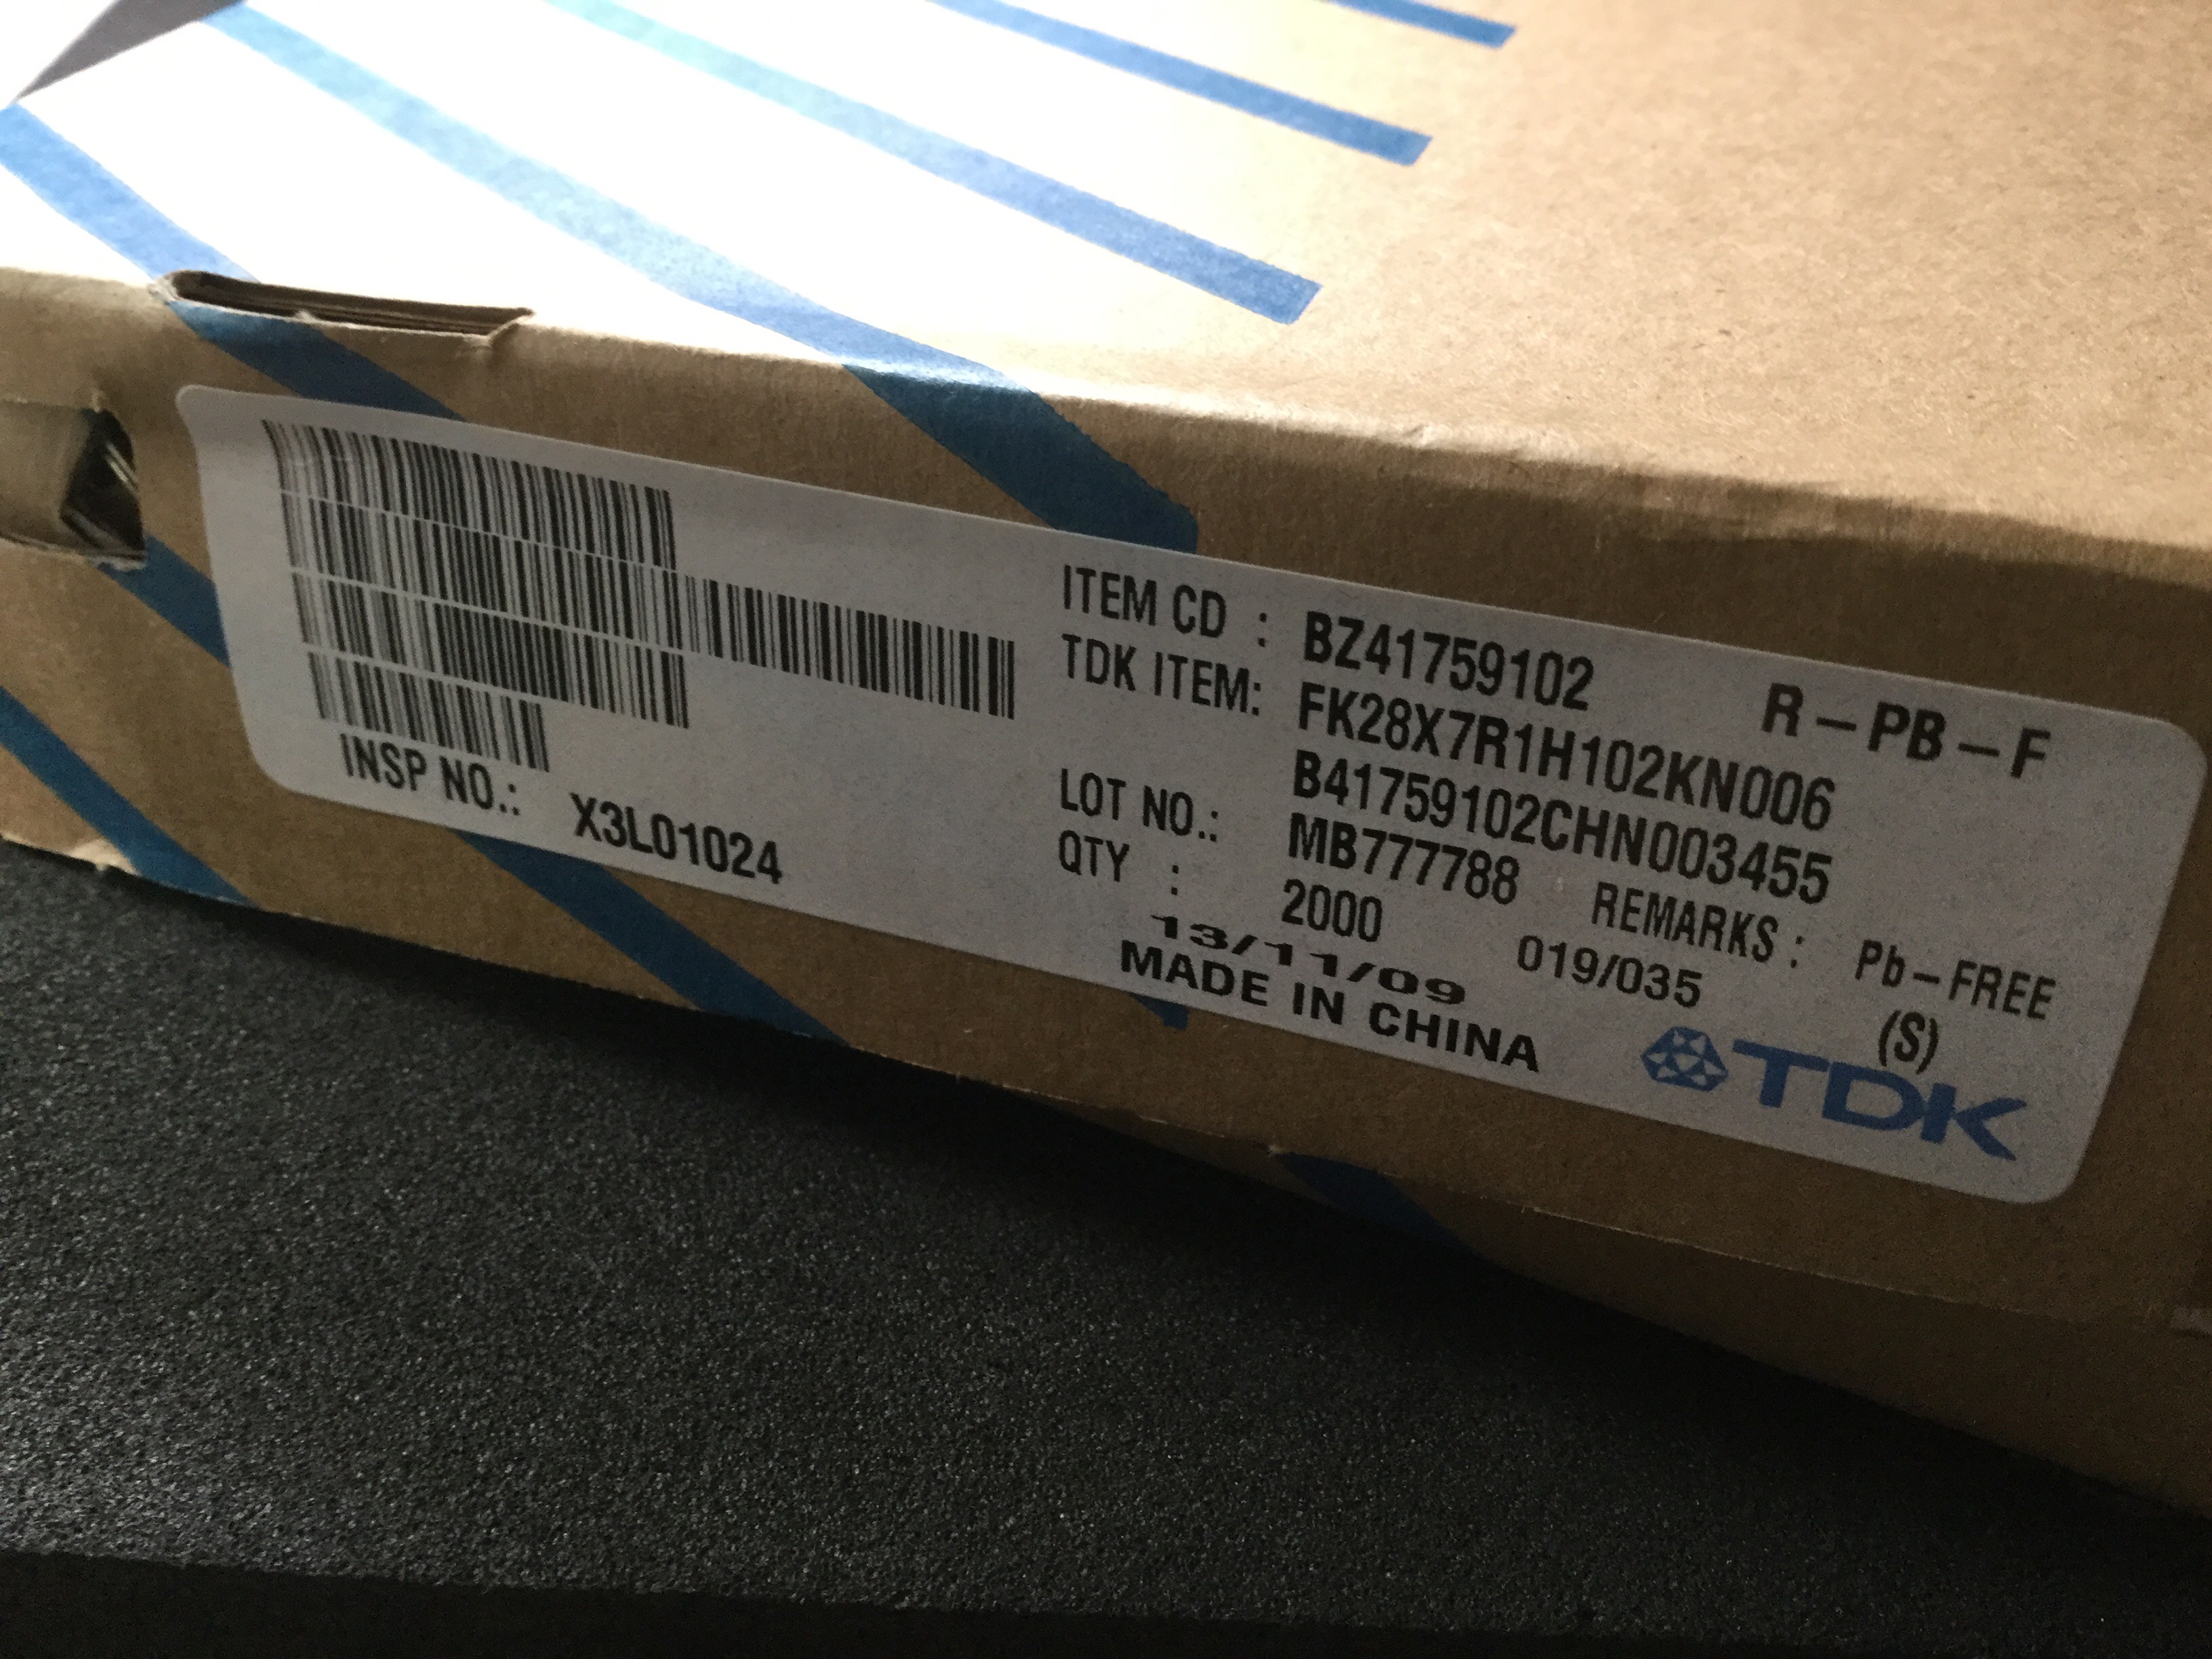 ITEM CD : BZ41759102 R-PB-F
TDK ITEM: FK28X7R1H102KN006
B41759102CHN003455
LOT NO.: MB777788 REMARKS : Pb-FREE
QTY : 2000 019/035 (S)
13/11/09
MADE IN CHINA
TDK
INSP NO.: X3L01024